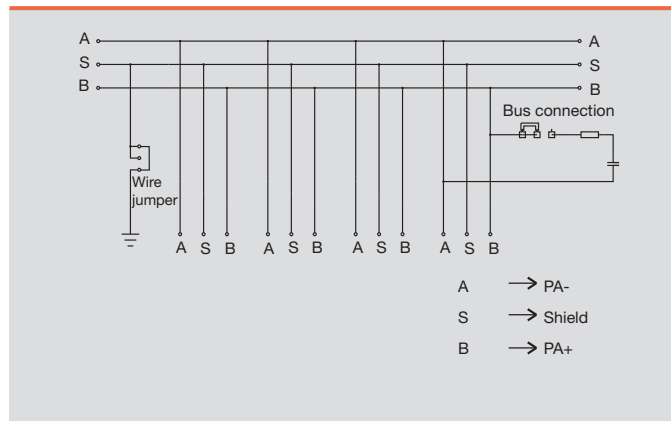 A A
S S
B B
Bus connection
Wire
jumper
A S B A S B A S B A S B
A PA-
S Shield
B PA+